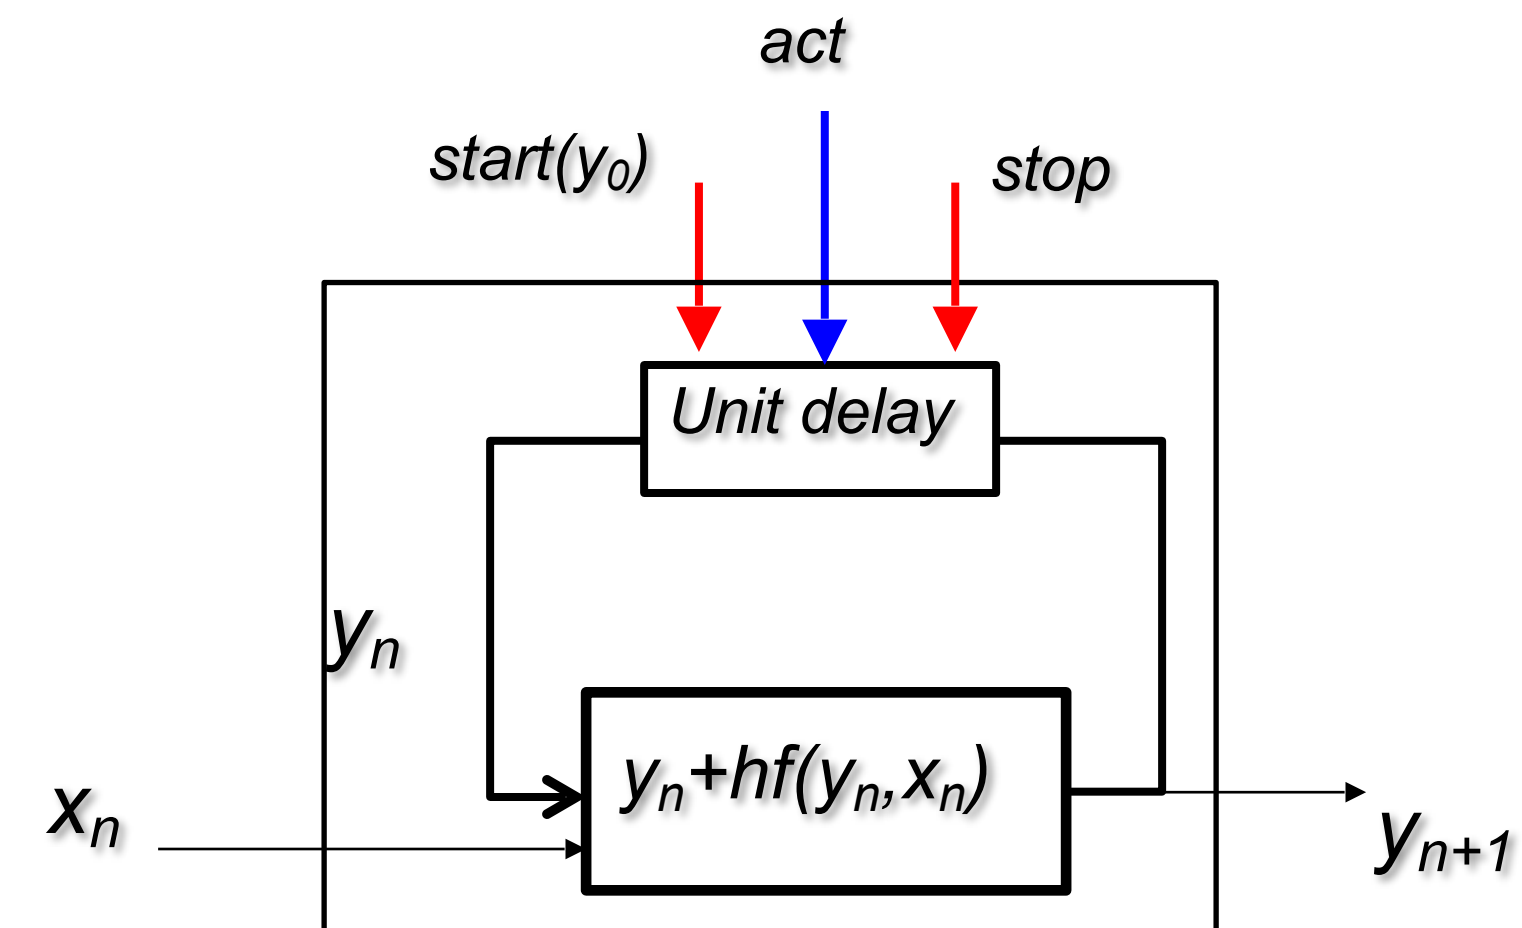 act
start(y₀)
stop
Unit delay
yₙ
yₙ+hf(yₙ,xₙ)
xₙ
yₙ₊₁